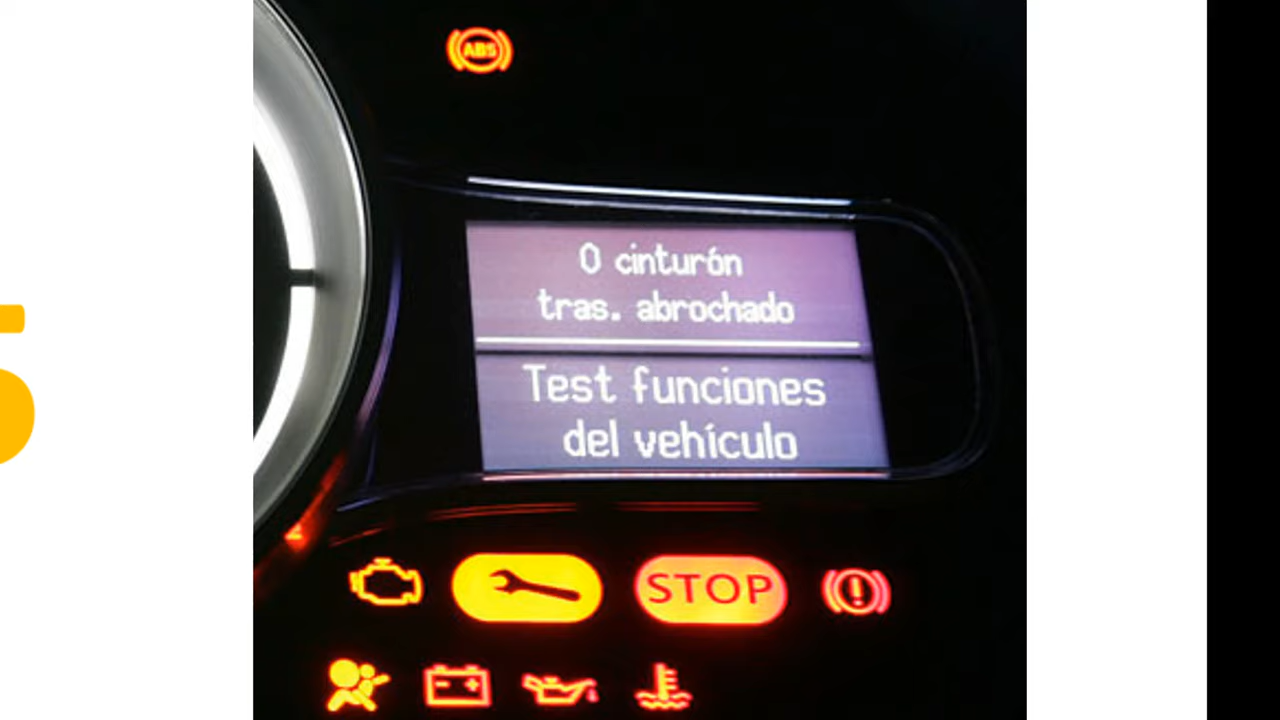 ABS
0 cinturón
tras. abrochado
Test funciones
del vehículo
STOP